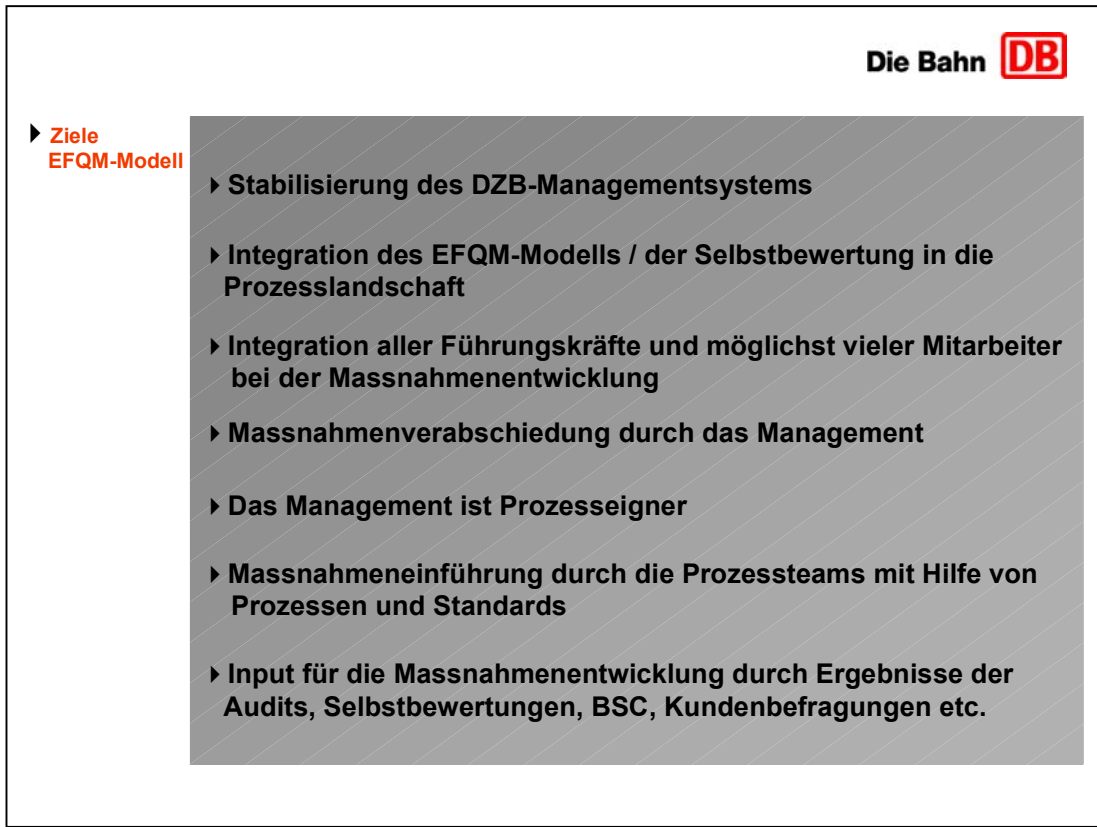 Die Bahn DB
Ziele
EFQM-Modell
Stabilisierung des DZB-Managementsystems
Integration des EFQM-Modells / der Selbstbewertung in die
Prozesslandschaft
Integration aller Führungskräfte und möglichst vieler Mitarbeiter
bei der Massnahmenentwicklung
Massnahmenverabschiedung durch das Management
Das Management ist Prozesseigner
Massnahmeneinführung durch die Prozessteams mit Hilfe von
Prozessen und Standards
Input für die Massnahmenentwicklung durch Ergebnisse der
Audits, Selbstbewertungen, BSC, Kundenbefragungen etc.